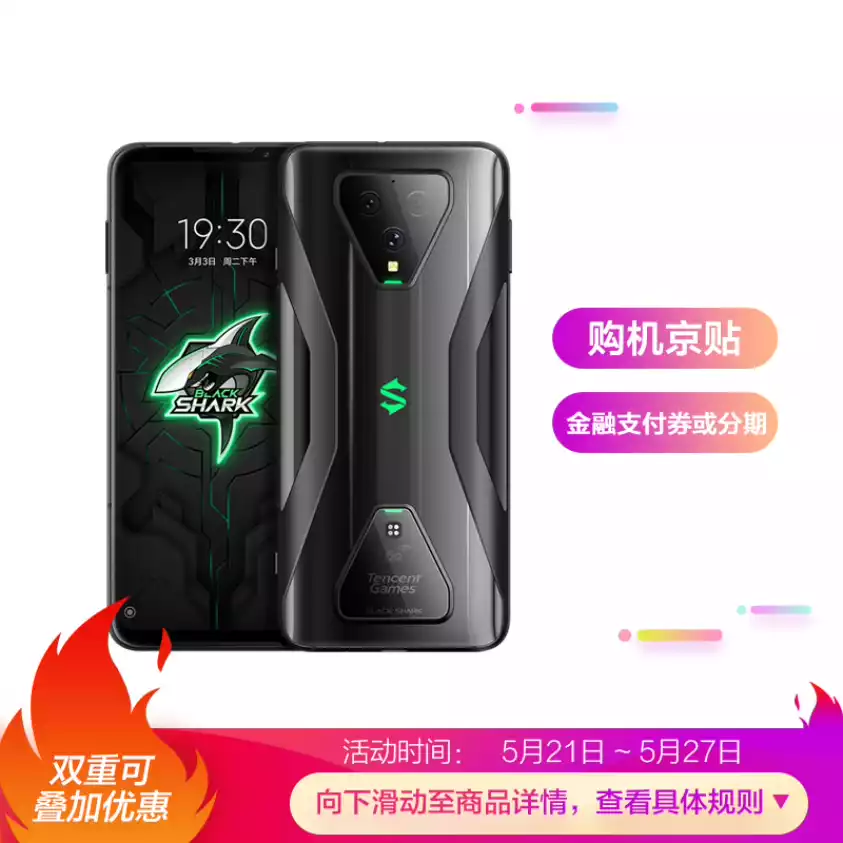 19:30
3月3日 周二下午
BLACK
SHARK
Tencent
Games
BLACK SHARK
购机京贴
金融支付券或分期
双重可
叠加优惠
活动时间: 5月21日 ~ 5月27日
向下滑动至商品详情，查看具体规则